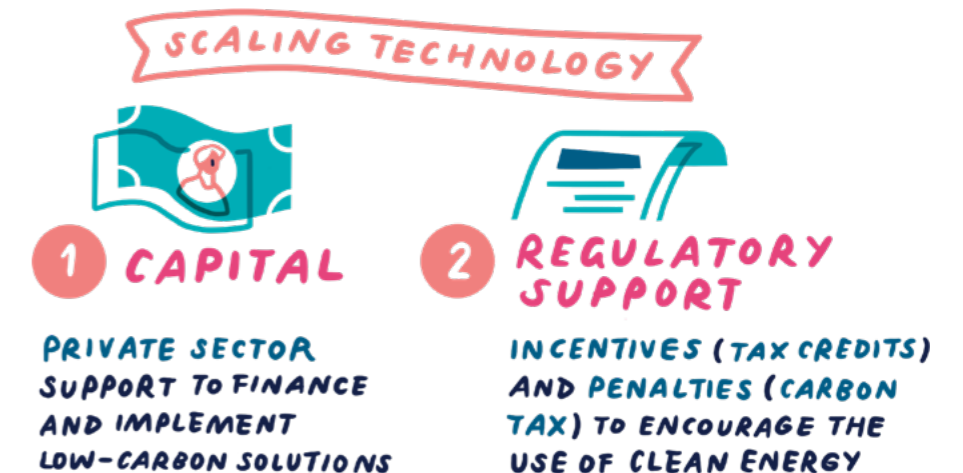 SCALING TECHNOLOGY
1 CAPITAL
PRIVATE SECTOR
SUPPORT TO FINANCE
AND IMPLEMENT
LOW-CARBON SOLUTIONS
2 REGULATORY
SUPPORT
INCENTIVES (TAX CREDITS)
AND PENALTIES (CARBON
TAX) TO ENCOURAGE THE
USE OF CLEAN ENERGY